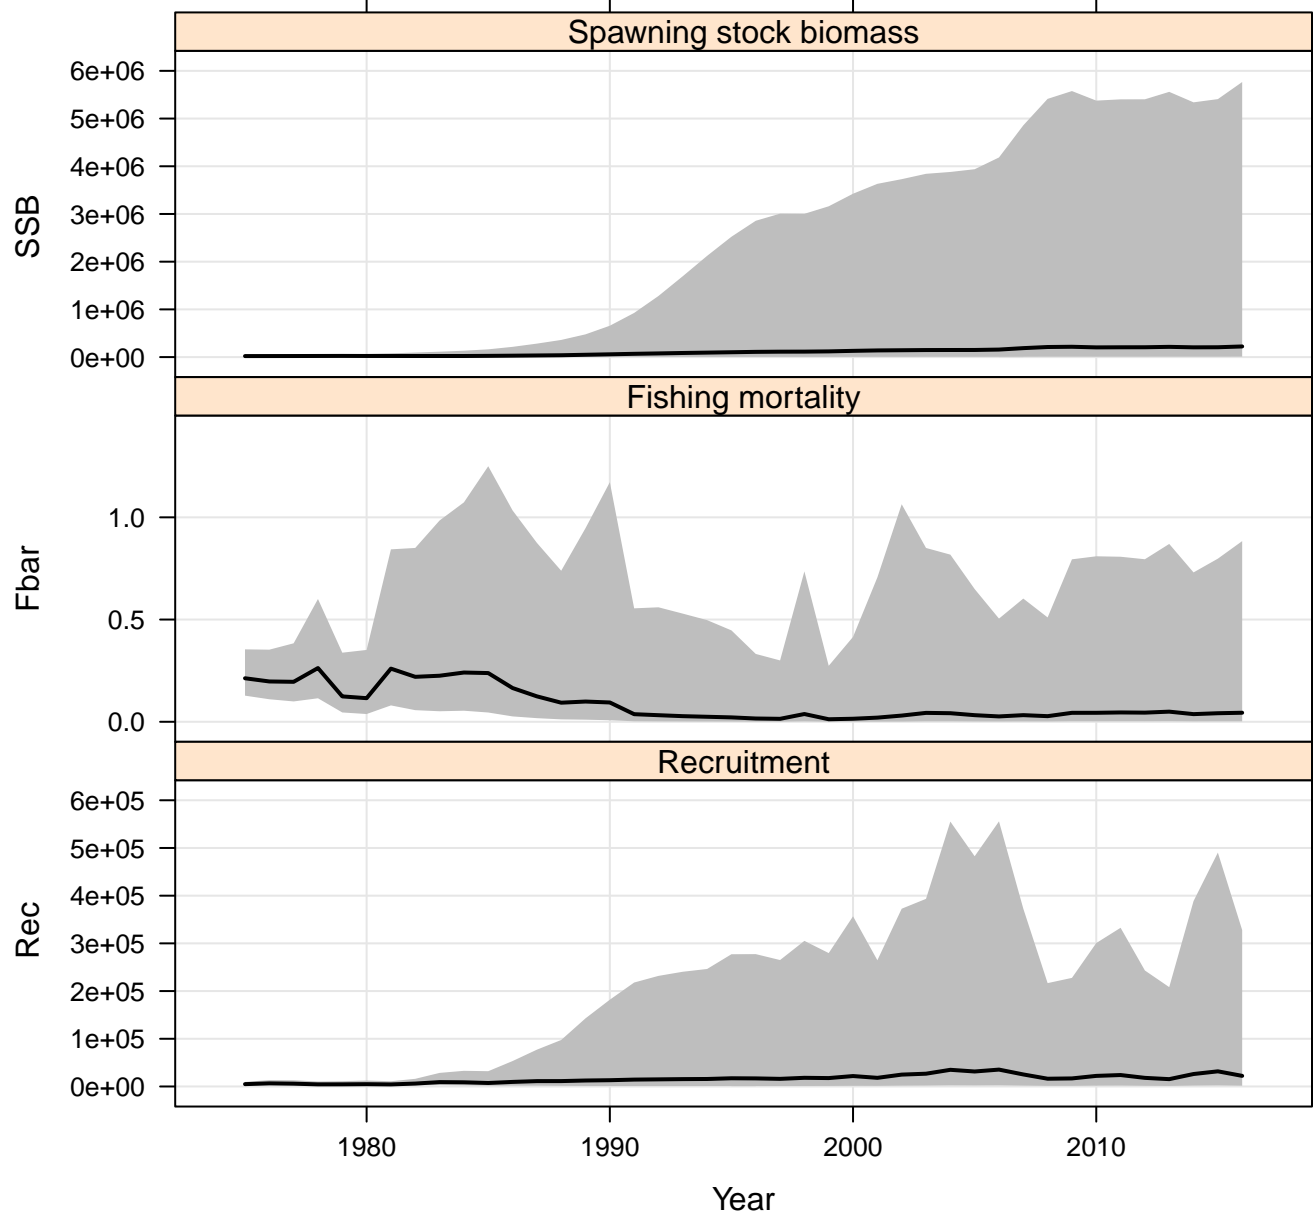 Spawning stock biomass
6e+06
5e+06
4e+06
3e+06
2e+06
1e+06
0e+00
SSB
Fishing mortality
1.0
0.5
0.0
Fbar
Recruitment
6e+05
5e+05
4e+05
3e+05
2e+05
1e+05
0e+00
Rec
1980 1990 2000 2010
Year